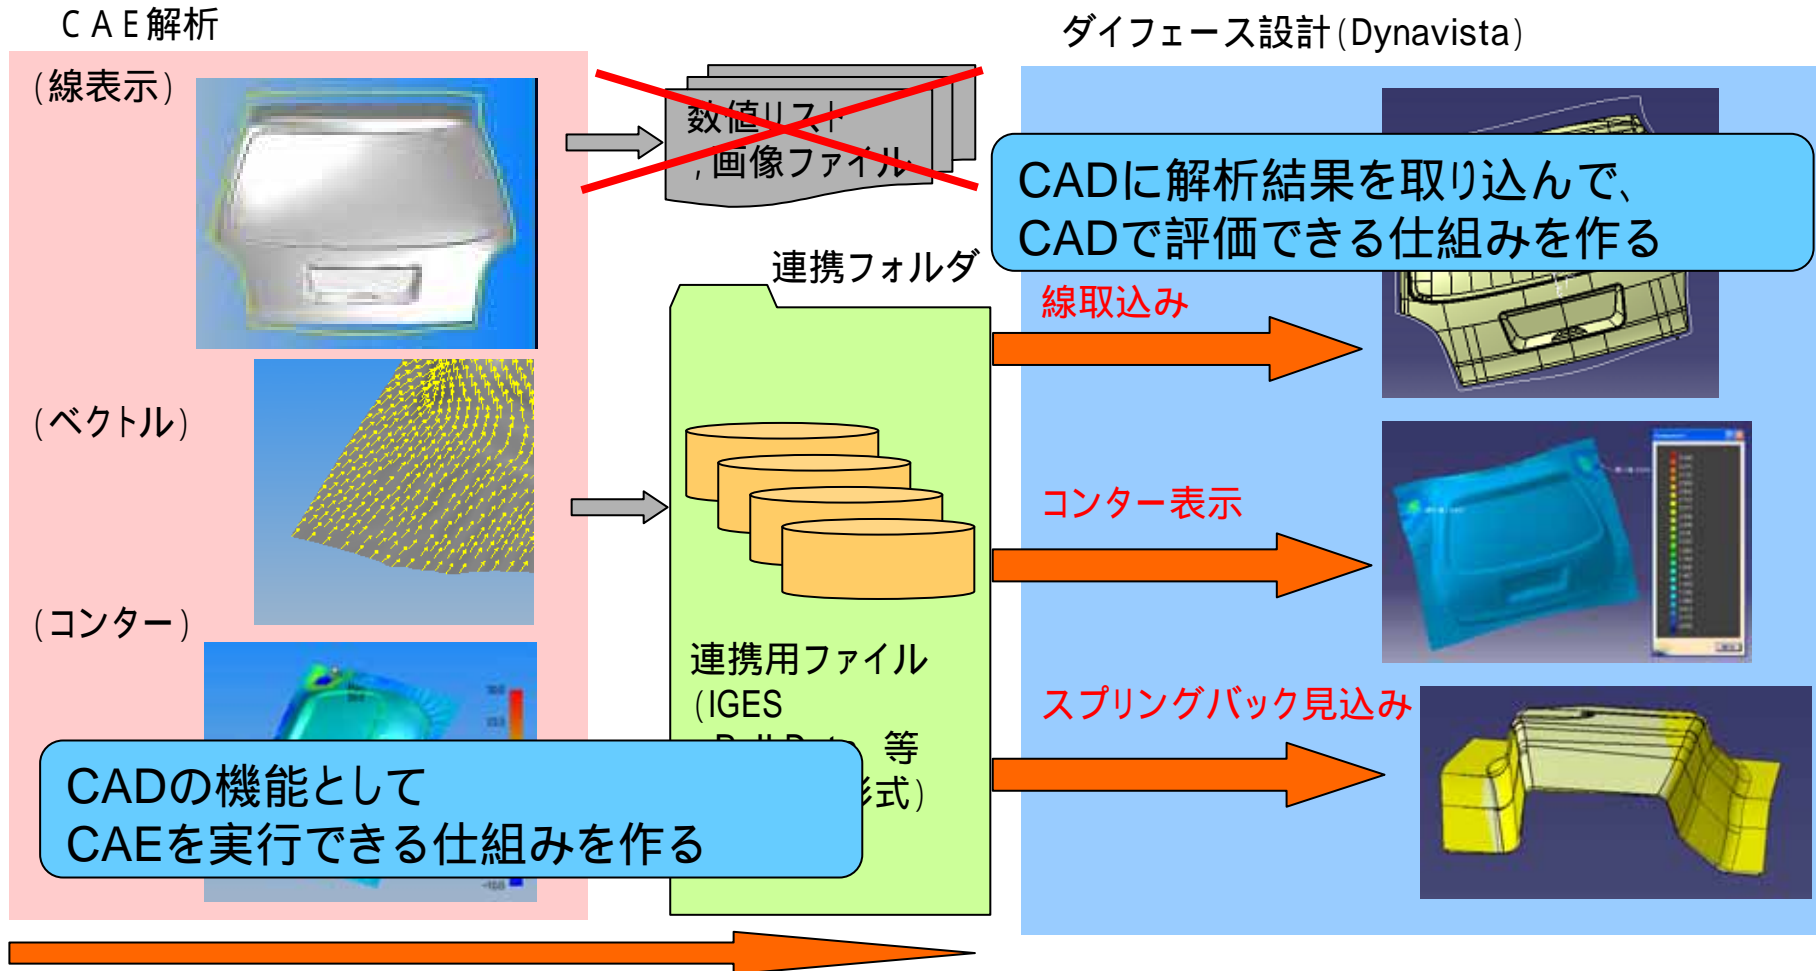 ＣＡＥ解析
ダイフェース設計(Dynavista)
(線表示)
数値リスト
,画像ファイル
CADに解析結果を取り込んで、
CADで評価できる仕組みを作る
連携フォルダ
線取込み
(ベクトル)
コンター表示
(コンター)
連携用ファイル
(IGES
等
形式)
スプリングバック見込み
CADの機能として
CAEを実行できる仕組みを作る